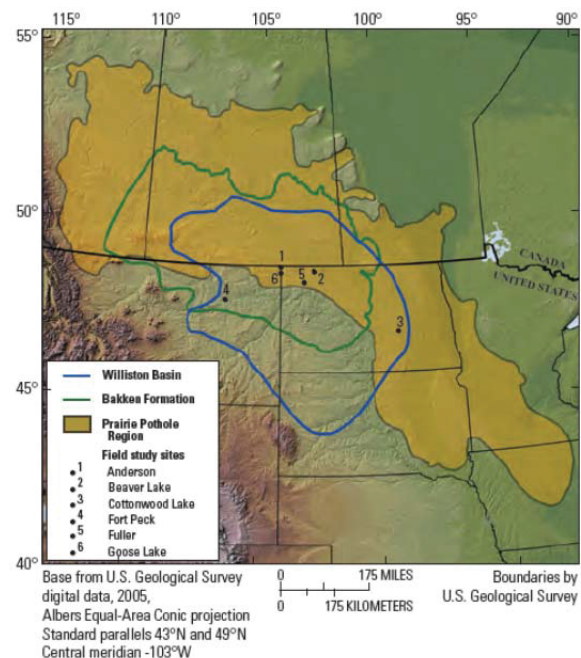 115° 110° 105° 100° 95° 90°
55°
50°
CANADA
UNITED STATES
1
6 5 2
4
3
45°
Williston Basin
Bakken Formation
Prairie Pothole
Region
Field study sites
1 Anderson
2 Beaver Lake
3 Cottonwood Lake
4 Fort Peck
5 Fuller
6 Goose Lake
40°
Base from U.S. Geological Survey
digital data, 2005,
Albers Equal-Area Conic projection
Standard parallels 43°N and 49°N
Central meridian -103°W
0 175 MILES
0 175 KILOMETERS
Boundaries by
U.S. Geological Survey